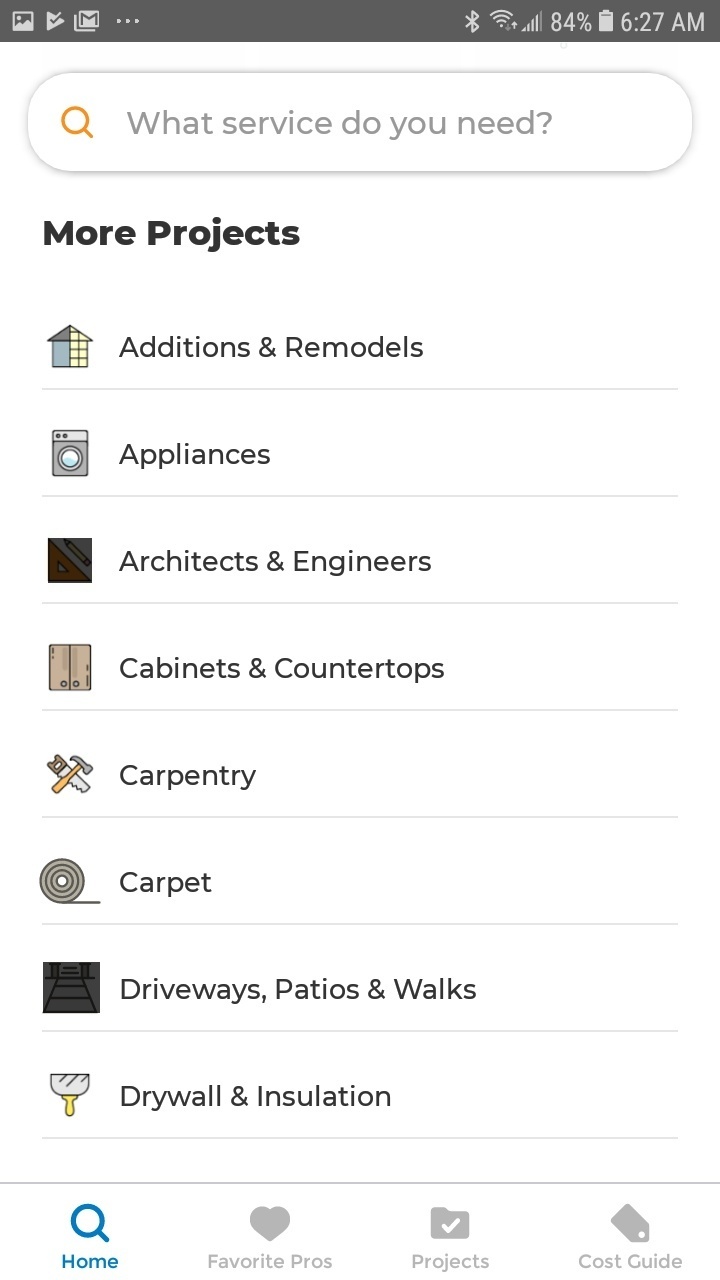 84% 6:27 AM
What service do you need?
More Projects
Additions & Remodels
Appliances
Architects & Engineers
Cabinets & Countertops
Carpentry
Carpet
Driveways, Patios & Walks
Drywall & Insulation
Home Favorite Pros Projects Cost Guide